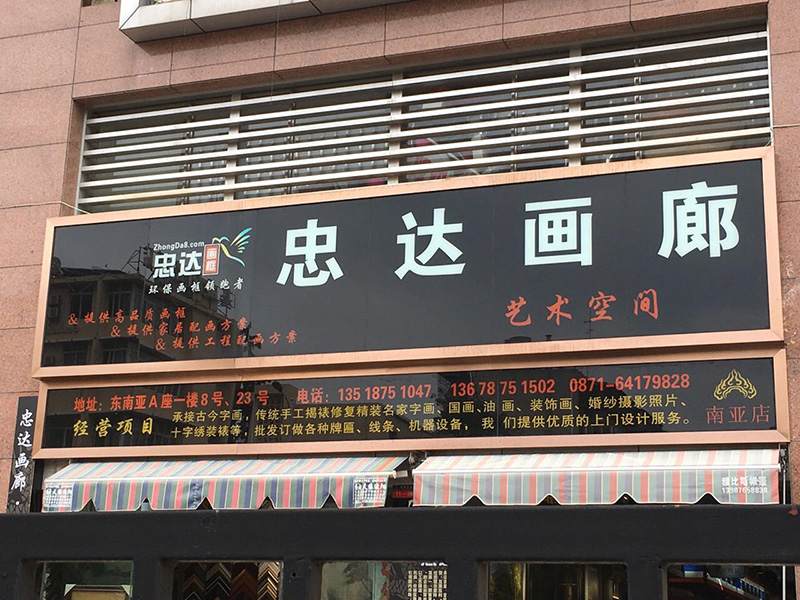 ZhongDa8.com
忠达画框
环保画框领跑者
忠达画廊
艺术空间
&提供高品质画框
&提供家居配画方案
&提供工程配画方案
地址：东南亚A座一楼8号、23号 电话：13518751047 13678751502 0871-64179828
经营项目
承接古今字画，传统手工揭裱修复精装名家字画、国画、油画、装饰画、婚纱摄影照片、
十字绣装裱等，批发订做各种牌匾、线条、机器设备，我们提供优质的上门设计服务。
南亚店
忠达画廊